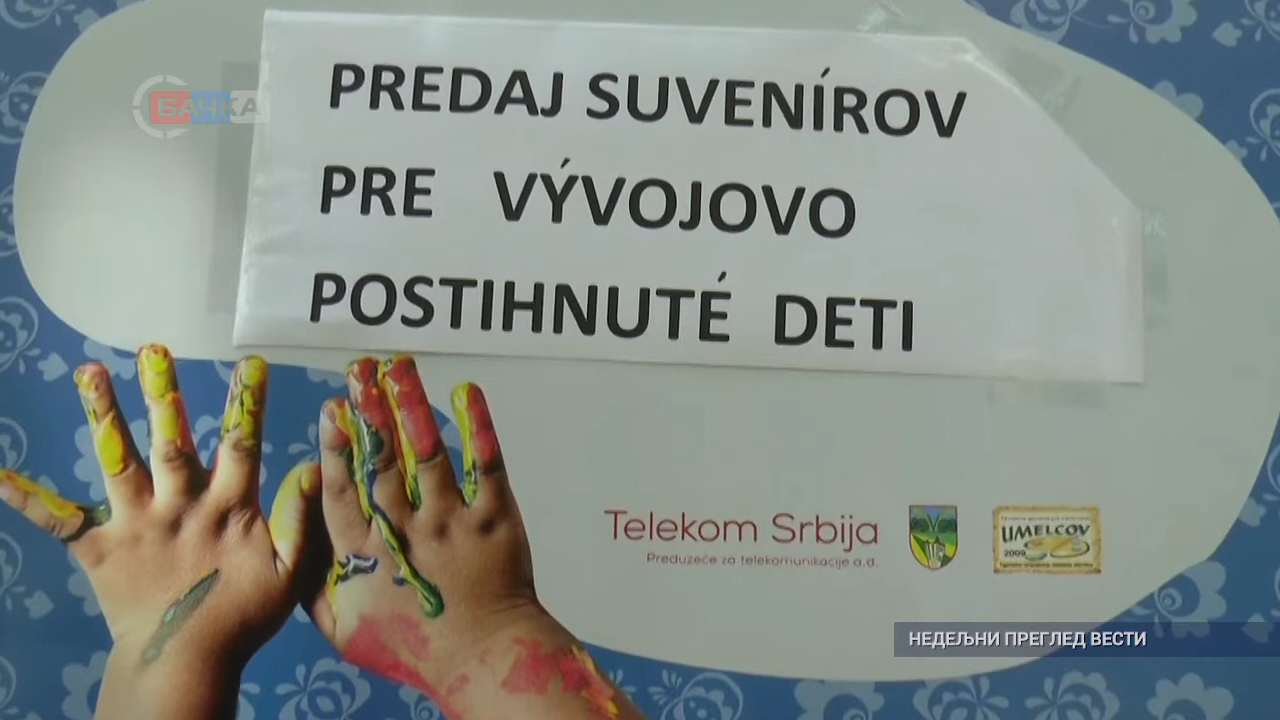 БАЧКА
PREDAJ SUVENÍROV
PRE VÝVOJOVO
POSTIHNUTÉ DETI
Telekom Srbija
Preduzeće za telekomunikacije a.d.
UMELCOV
2009
НЕДЕЉНИ ПРЕГЛЕД ВЕСТИ